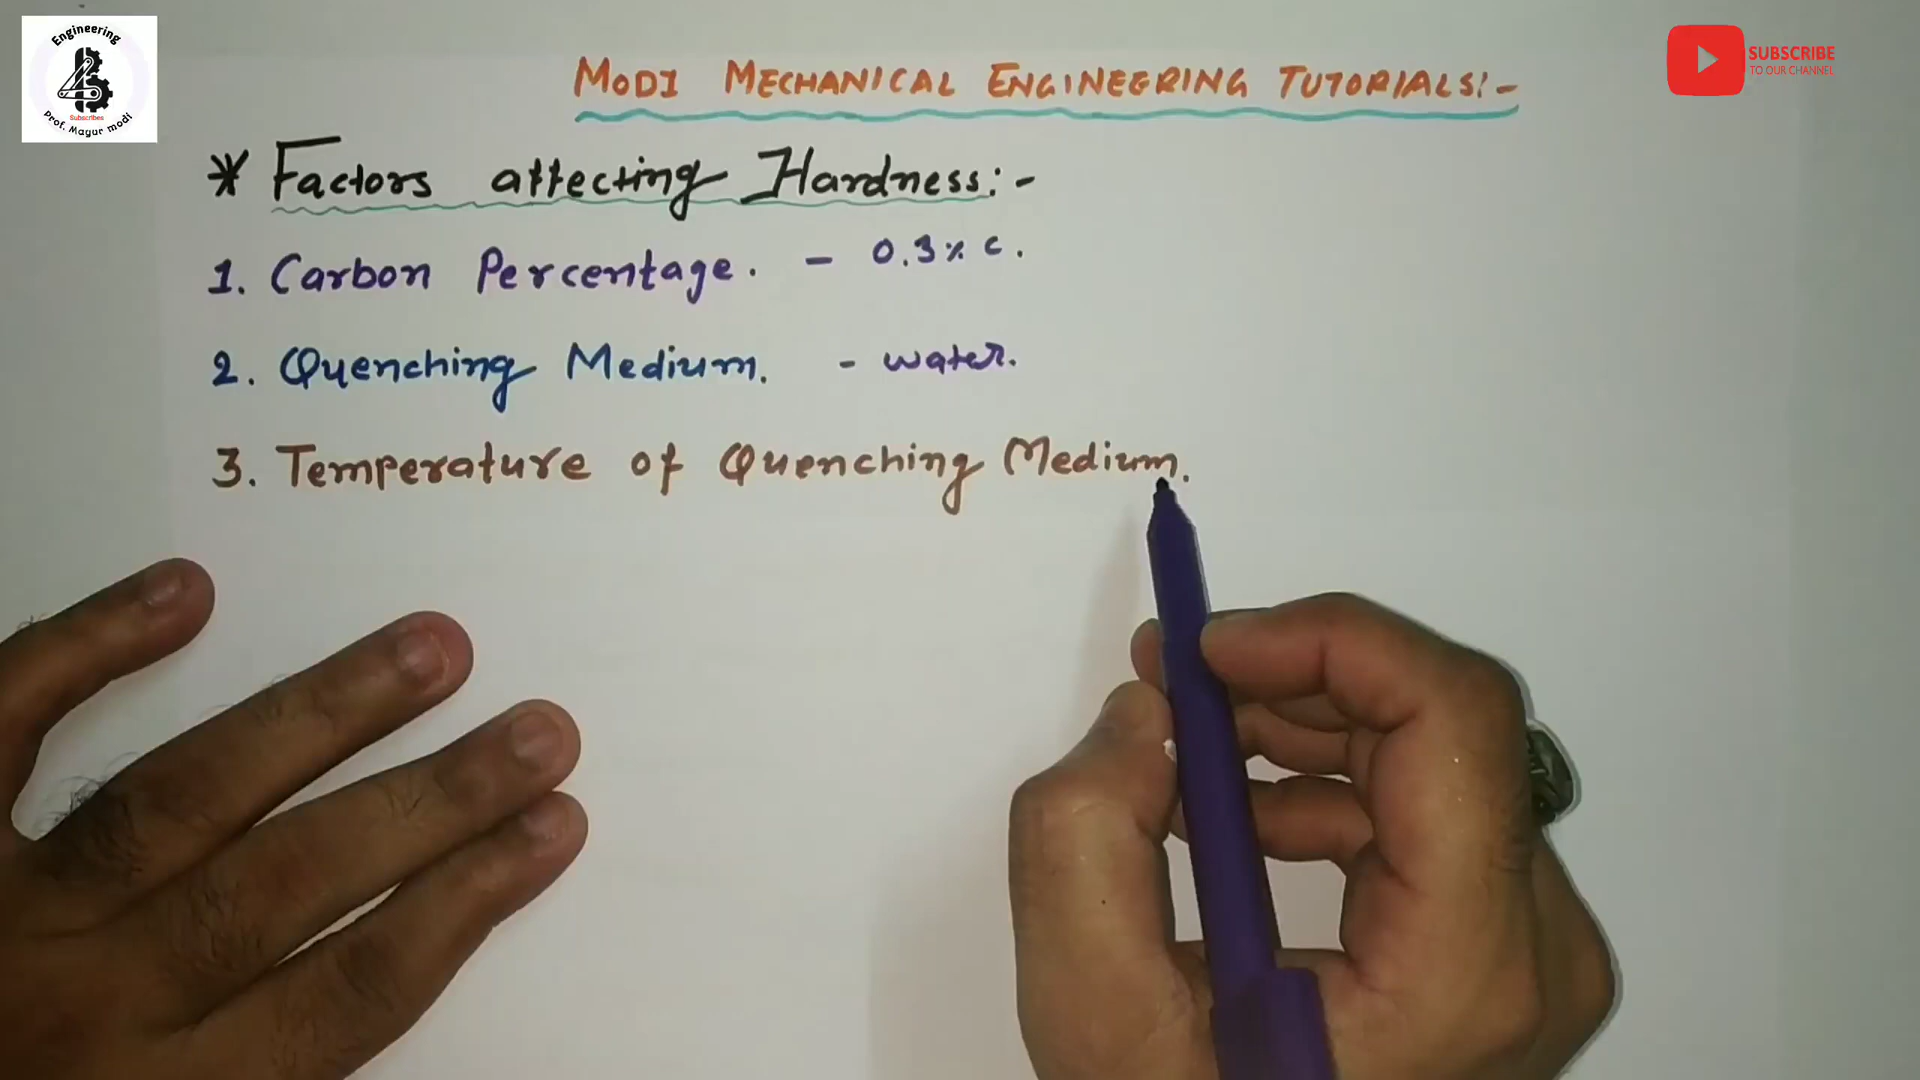 Engineering
Subscribes
Prof. Mayur modi
SUBSCRIBE
TO OUR CHANNEL
MODI MECHANICAL ENGINEERING TUTORIALS:-
* Factors affecting Hardness:-
1. Carbon Percentage. - 0.3% C.
2. Quenching Medium. - water.
3. Temperature of Quenching Medium.